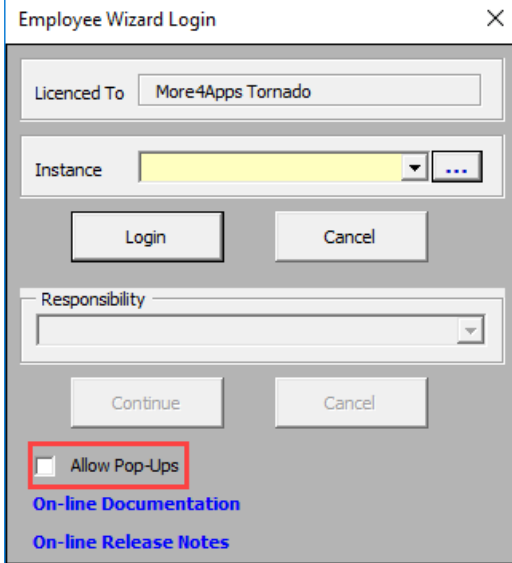 Employee Wizard Login
Licenced To More4Apps Tornado
Instance ...
Login Cancel
Responsibility
Continue Cancel
Allow Pop-Ups
On-line Documentation
On-line Release Notes